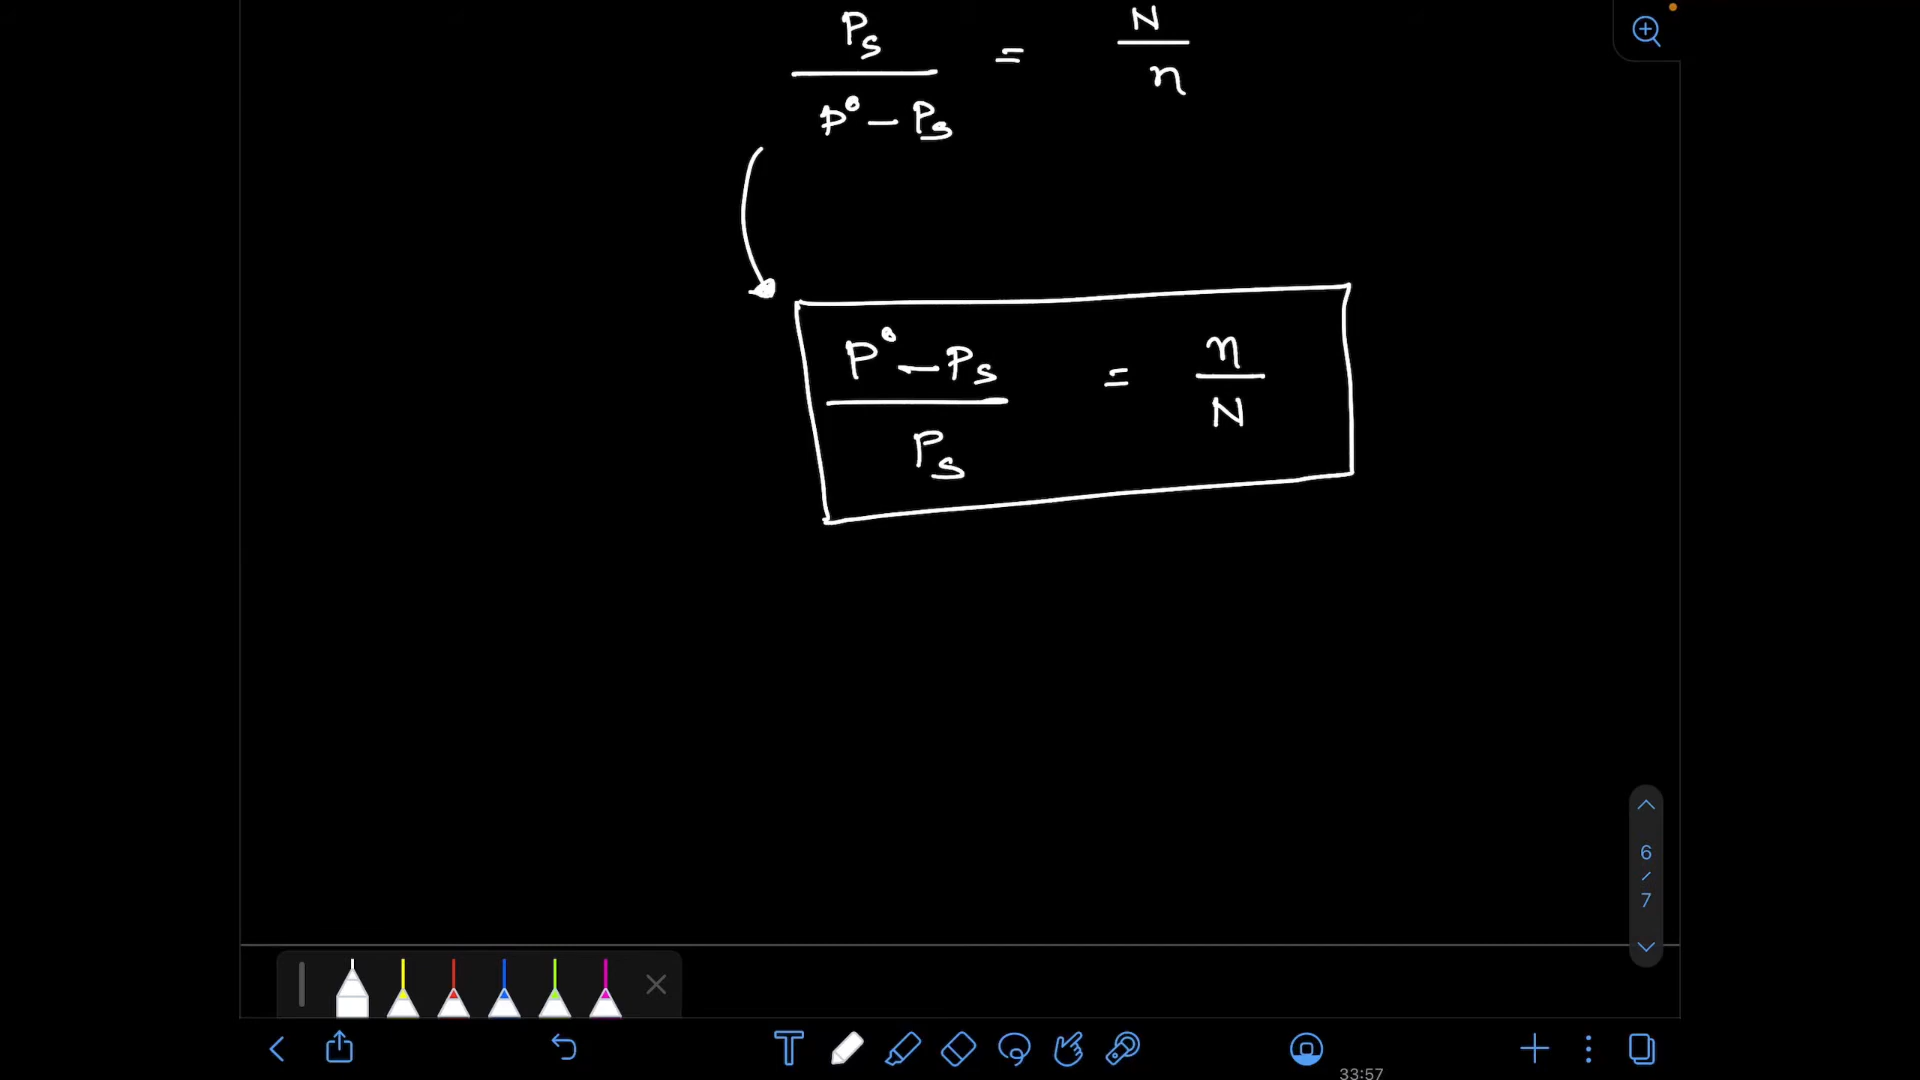 Ps / P° – Ps = N / n
P° – Ps / Ps = n / N
6
/
7
T
33:57